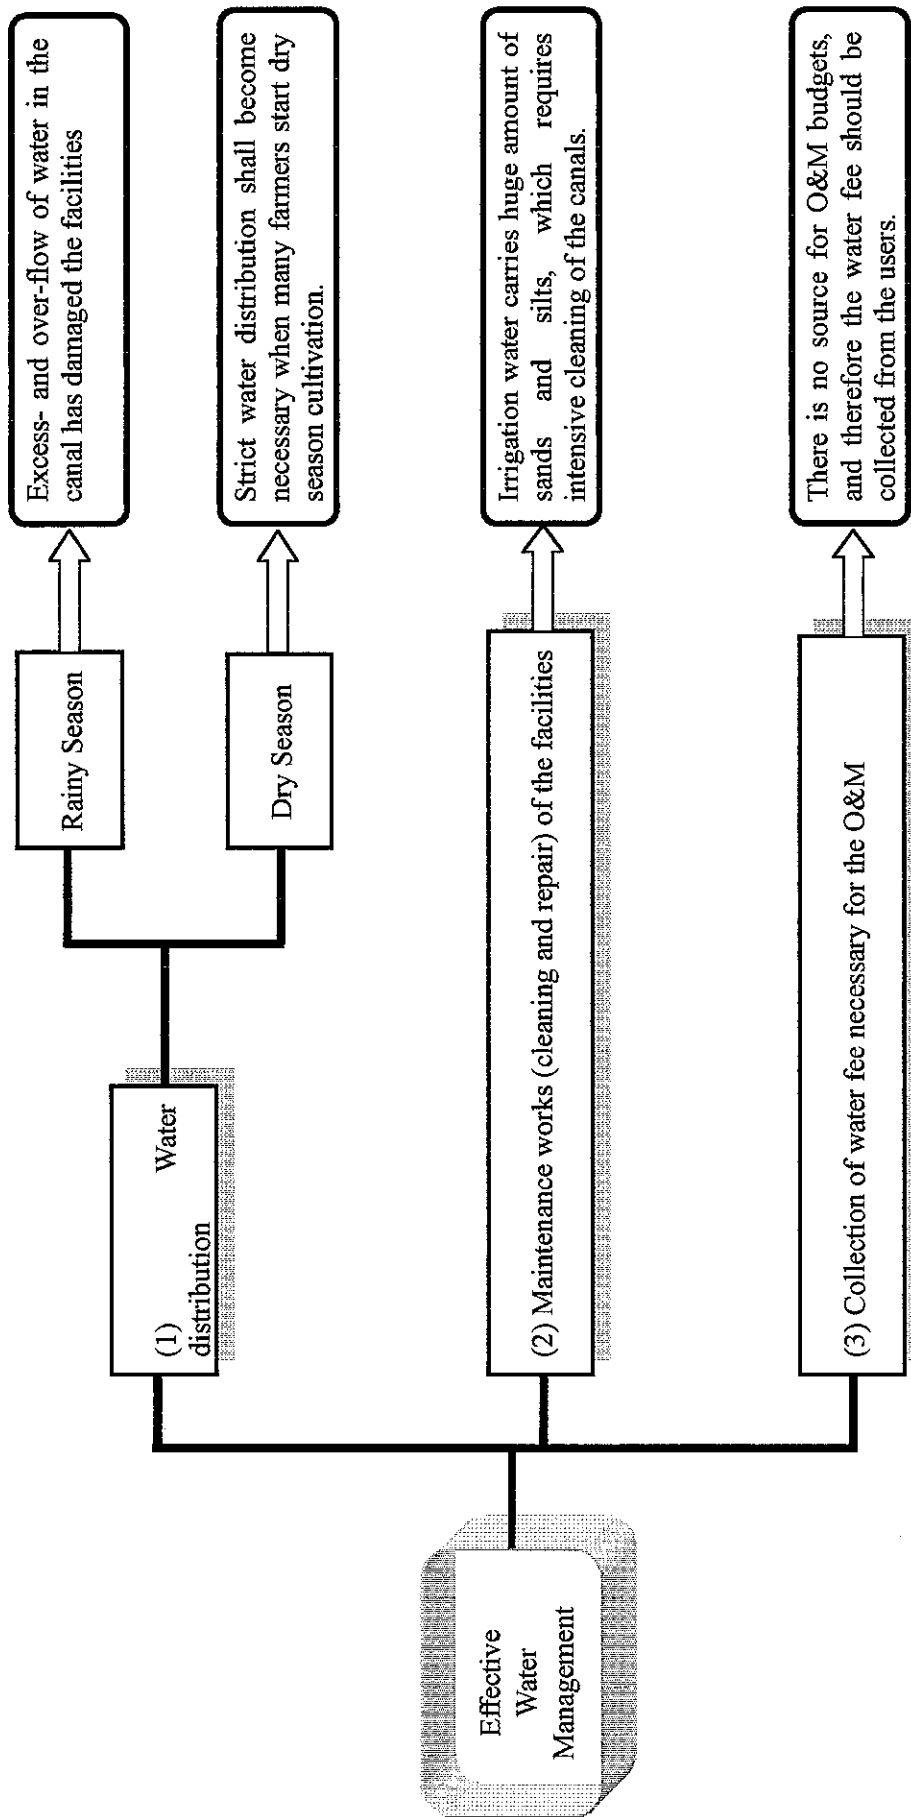 Effective
Water
Management
(1) Water
distribution
Rainy Season
Excess- and over-flow of water in the
canal has damaged the facilities
Dry Season
Strict water distribution shall become
necessary when many farmers start dry
season cultivation.
(2) Maintenance works (cleaning and repair) of the facilities
Irrigation water carries huge amount of
sands and silts, which requires
intensive cleaning of the canals.
(3) Collection of water fee necessary for the O&M
There is no source for O&M budgets,
and therefore the water fee should be
collected from the users.